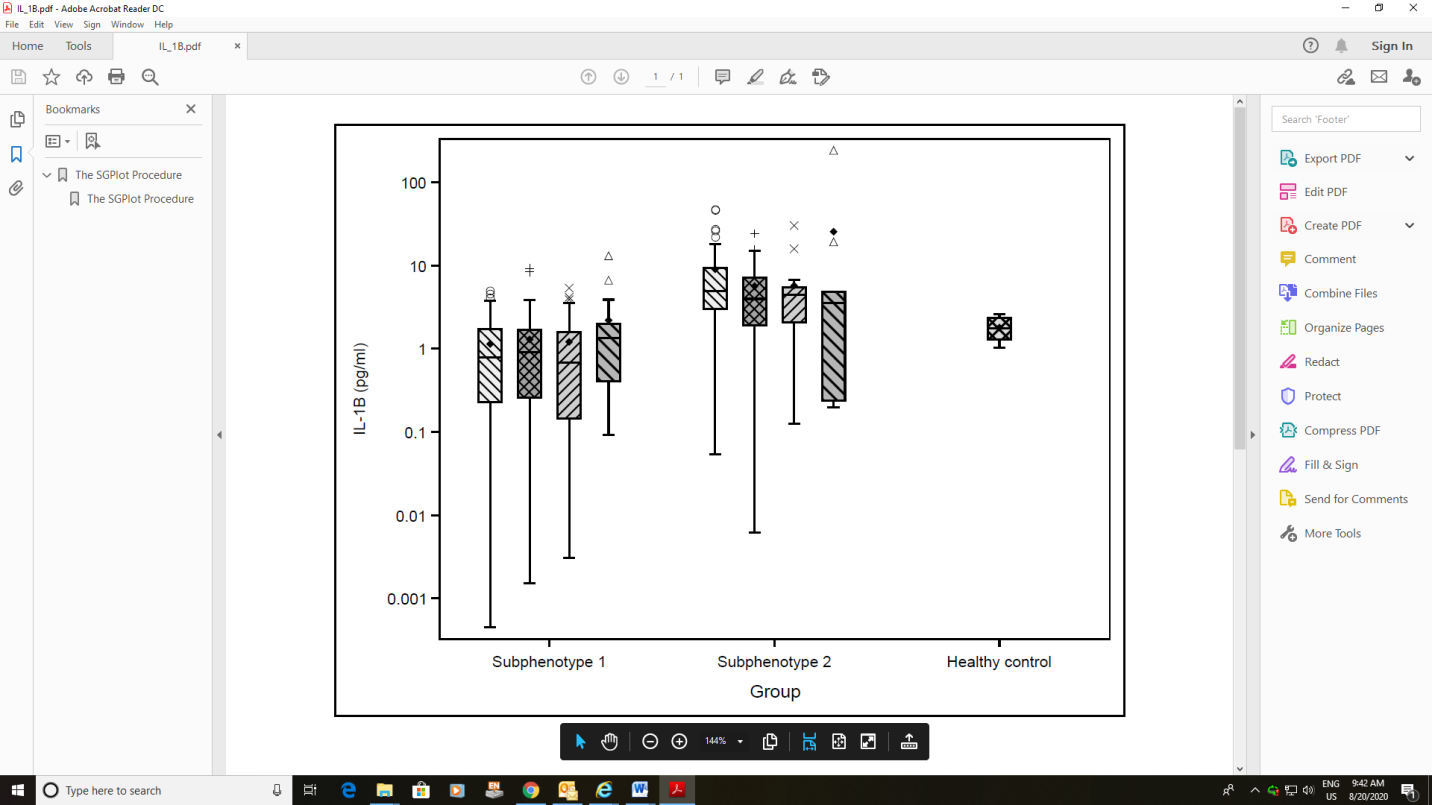 IL_1B.pdf - Adobe Acrobat Reader DC
File Edit View Sign Window Help
Home Tools IL_1B.pdf × Sign In
1 / 1
Bookmarks
The SGPlot Procedure
The SGPlot Procedure
100
10
1
0.1
0.01
0.001
IL-1B (pg/ml)
Subphenotype 1 Subphenotype 2 Healthy control
Group
Search 'Footer'
Export PDF
Edit PDF
Create PDF
Comment
Combine Files
Organize Pages
Redact
Protect
Compress PDF
Fill & Sign
Send for Comments
More Tools
144%
Type here to search
EN
ENG
US
9:42 AM
8/20/2020
1